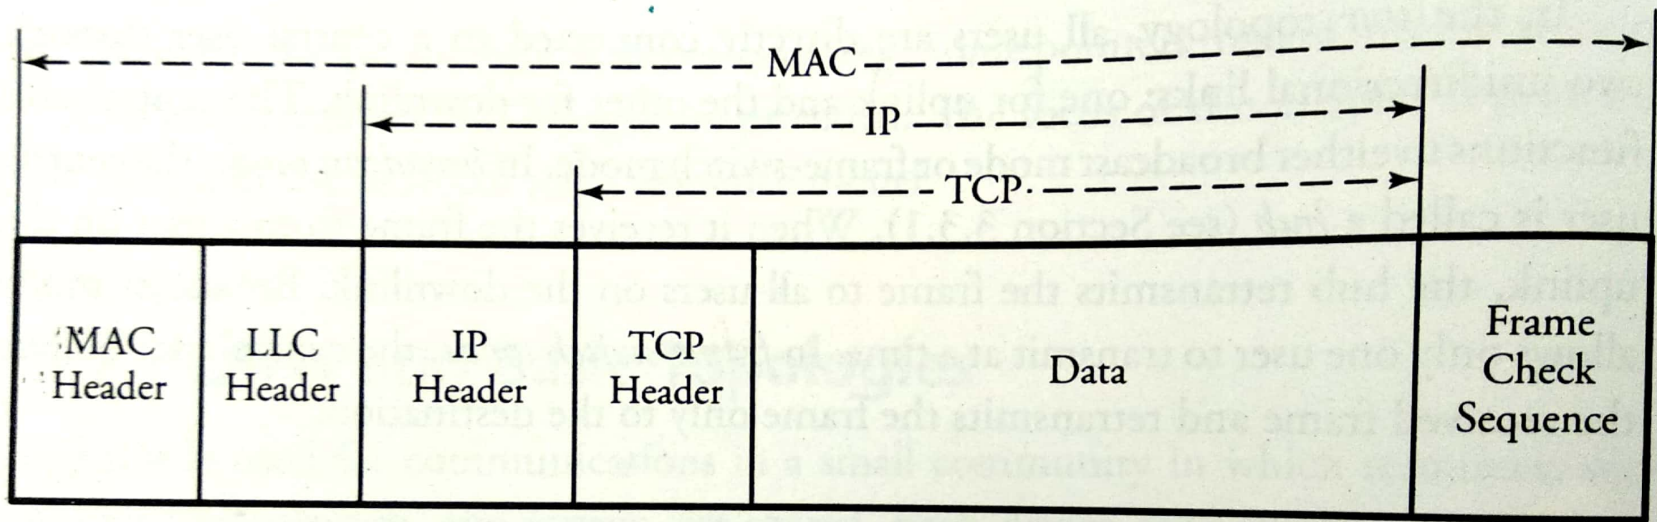 MAC
IP
TCP
MAC
Header
LLC
Header
IP
Header
TCP
Header
Data
Frame
Check
Sequence